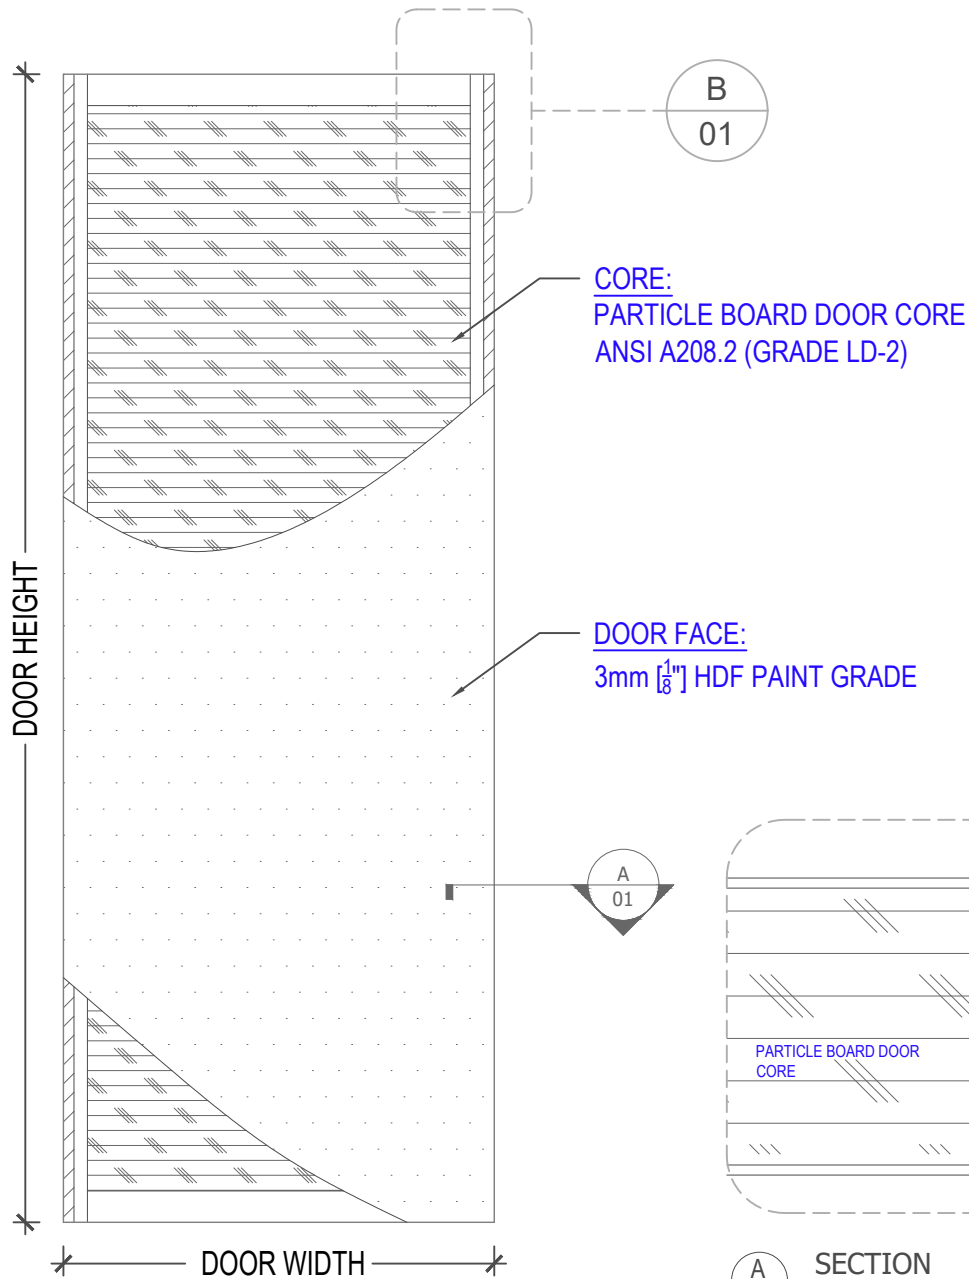 B
01
CORE:
PARTICLE BOARD DOOR CORE
ANSI A208.2 (GRADE LD-2)
DOOR HEIGHT
DOOR FACE:
3mm [1/8"] HDF PAINT GRADE
A
01
PARTICLE BOARD DOOR
CORE
DOOR WIDTH
A
SECTION